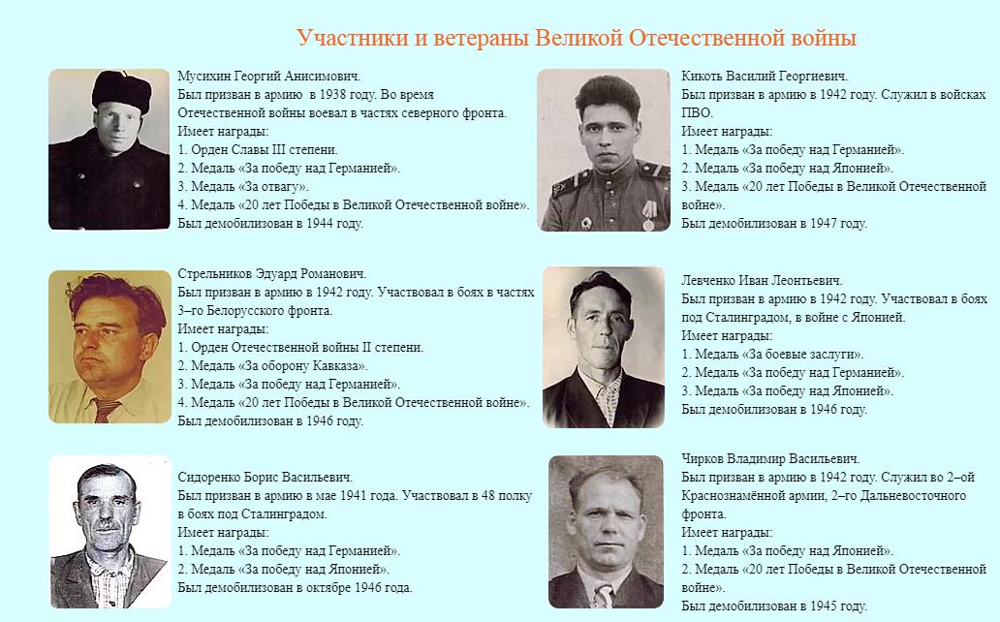 Участники и ветераны Великой Отечественной войны
Мусихин Георгий Анисимович.
Был призван в армию в 1938 году. Во время
Отечественной войны воевал в частях северного фронта.
Имеет награды:
1. Орден Славы III степени.
2. Медаль «За победу над Германией».
3. Медаль «За отвагу».
4. Медаль «20 лет Победы в Великой Отечественной войне».
Был демобилизован в 1944 году.
Кикоть Василий Георгиевич.
Был призван в армию в 1942 году. Служил в войсках
ПВО.
Имеет награды:
1. Медаль «За победу над Германией».
2. Медаль «За победу над Японией».
3. Медаль «20 лет Победы в Великой Отечественной
войне».
Был демобилизован в 1947 году.
Стрельников Эдуард Романович.
Был призван в армию в 1942 году. Участвовал в боях в частях
3–го Белорусского фронта.
Имеет награды:
1. Орден Отечественной войны II степени.
2. Медаль «За оборону Кавказа».
3. Медаль «За победу над Германией».
4. Медаль «20 лет Победы в Великой Отечественной войне».
Был демобилизован в 1946 году.
Левченко Иван Леонтьевич.
Был призван в армию в 1942 году. Участвовал в боях
под Сталинградом, в войне с Японией.
Имеет награды:
1. Медаль «За боевые заслуги».
2. Медаль «За победу над Германией».
3. Медаль «За победу над Японией».
Был демобилизован в 1946 году.
Сидоренко Борис Васильевич.
Был призван в армию в мае 1941 года. Участвовал в 48 полку
в боях под Сталинградом.
Имеет награды:
1. Медаль «За победу над Германией».
2. Медаль «За победу над Японией».
Был демобилизован в октябре 1946 года.
Чирков Владимир Васильевич.
Был призван в армию в 1942 году. Служил во 2–ой
Краснознамённой армии, 2–го Дальневосточного
фронта.
Имеет награды:
1. Медаль «За победу над Японией».
2. Медаль «20 лет Победы в Великой Отечественной
войне».
Был демобилизован в 1945 году.